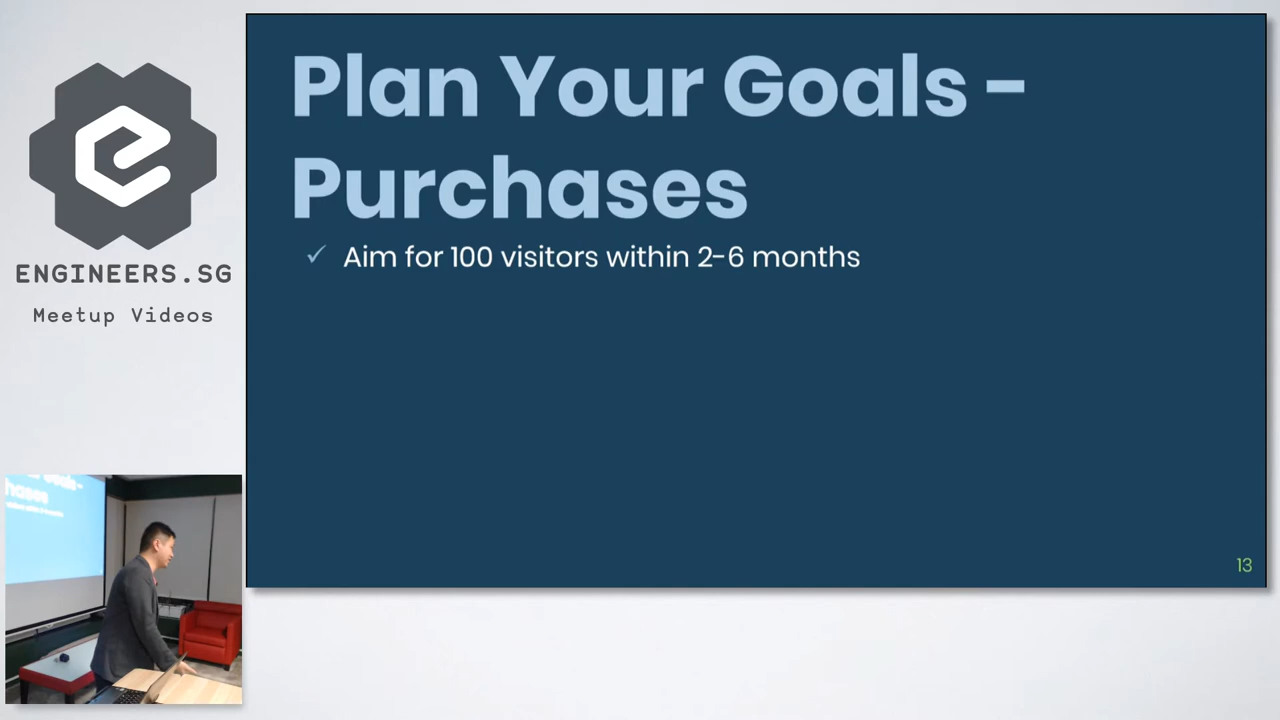 Plan Your Goals -
Purchases
✓ Aim for 100 visitors within 2-6 months
13
ENGINEERS.SG
Meetup Videos